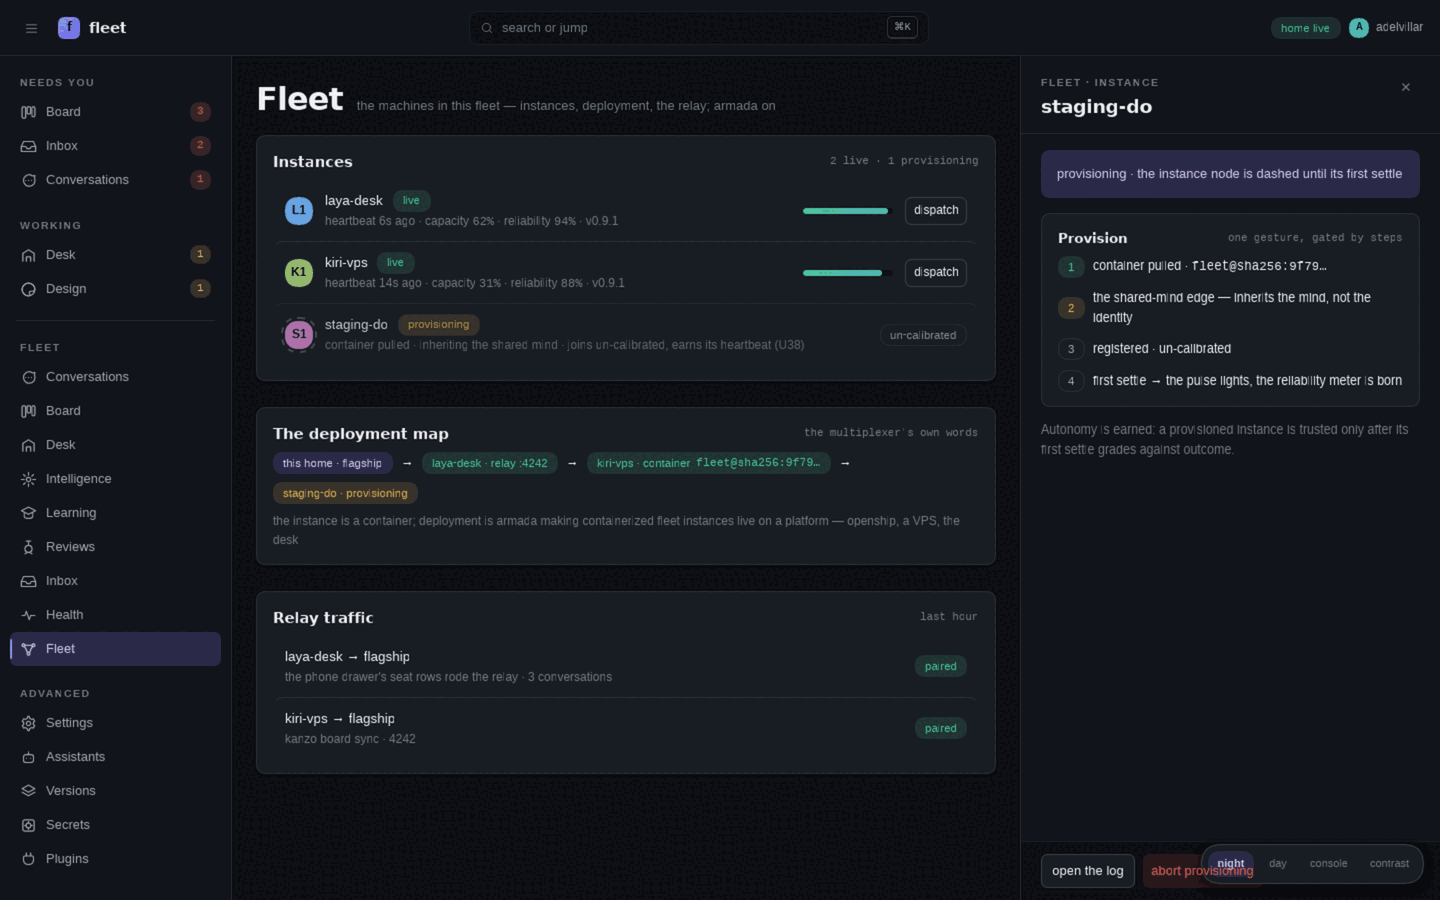 f fleet
search or jump ⌘K
home live A adelvillar
NEEDS YOU
Board 3
Inbox 2
Conversations 1
WORKING
Desk 1
Design 1
FLEET
Conversations
Board
Desk
Intelligence
Learning
Reviews
Inbox
Health
Fleet
ADVANCED
Settings
Assistants
Versions
Secrets
Plugins
Fleet the machines in this fleet — instances, deployment, the relay; armada on
Instances 2 live · 1 provisioning
L1 laya-desk live
heartbeat 6s ago · capacity 62% · reliability 94% · v0.9.1
dispatch
K1 kiri-vps live
heartbeat 14s ago · capacity 31% · reliability 88% · v0.9.1
dispatch
S1 staging-do provisioning
container pulled · inheriting the shared mind · joins un-calibrated, earns its heartbeat (U38)
un-calibrated
The deployment map the multiplexer's own words
this home · flagship → laya-desk · relay :4242 → kiri-vps · container fleet@sha256:9f79… →
staging-do · provisioning
the instance is a container; deployment is armada making containerized fleet instances live on a platform — openship, a VPS, the
desk
Relay traffic last hour
laya-desk → flagship
the phone drawer's seat rows rode the relay · 3 conversations
paired
kiri-vps → flagship
kanzo board sync · 4242
paired
FLEET · INSTANCE
staging-do ×
provisioning · the instance node is dashed until its first settle
Provision one gesture, gated by steps
1 container pulled · fleet@sha256:9f79…
2 the shared-mind edge — inherits the mind, not the
identity
3 registered · un-calibrated
4 first settle → the pulse lights, the reliability meter is born
Autonomy is earned: a provisioned instance is trusted only after its
first settle grades against outcome.
open the log abort provisioning
night day console contrast